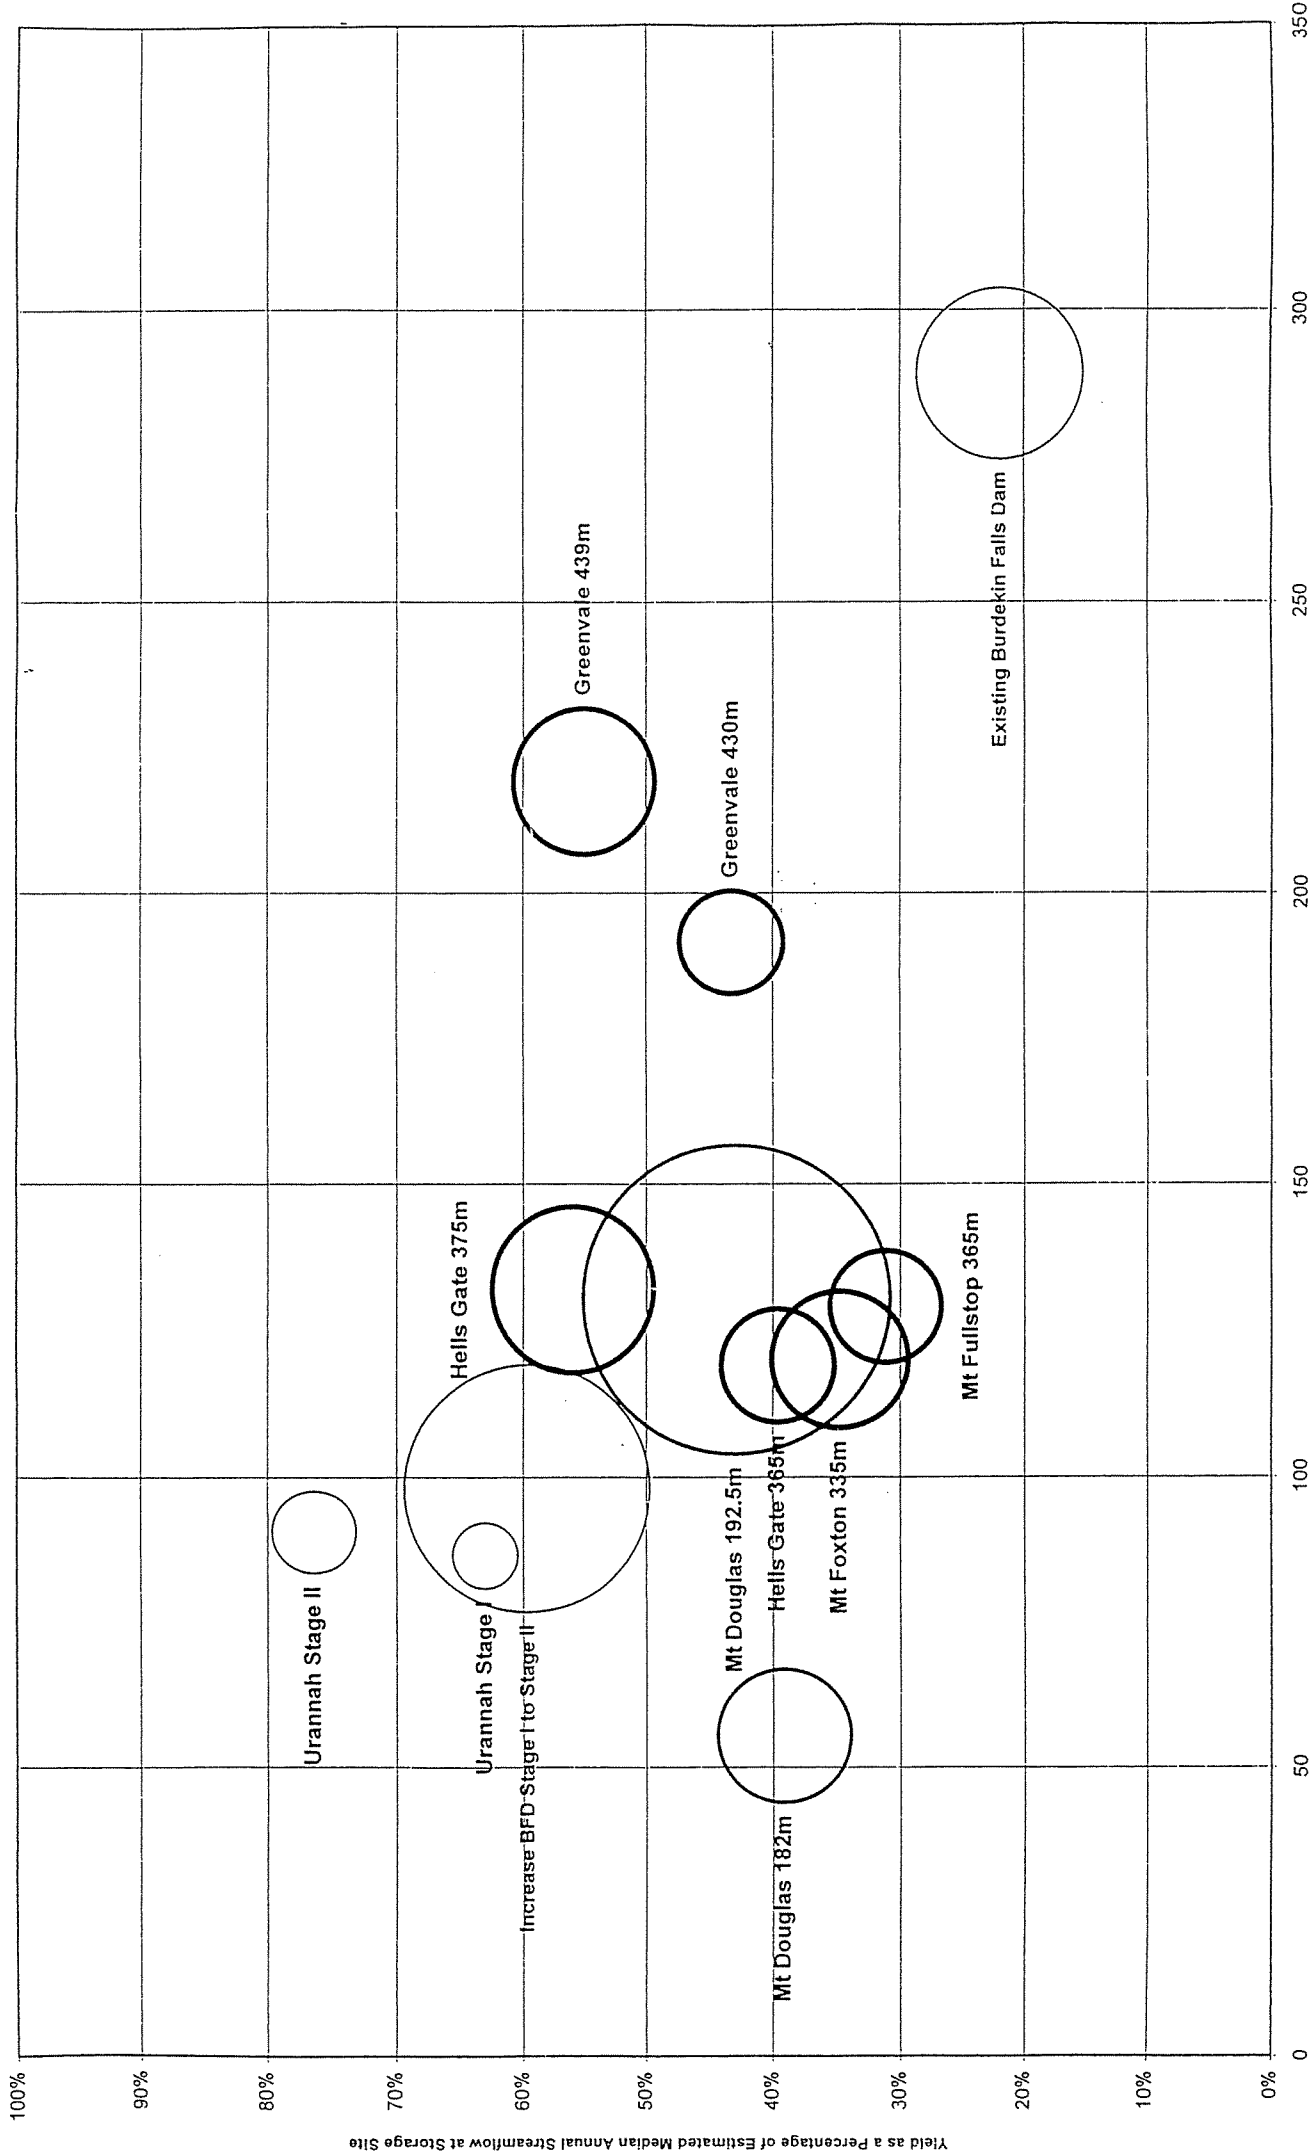 Yield as a Percentage of Estimated Median Annual Streamflow at Storage Site
100%
90%
80%
70%
60%
50%
40%
30%
20%
10%
0%
0
50
100
150
200
250
300
350
Urannah Stage II
Urannah Stage I
Increase BFD Stage I to Stage II
Hells Gate 375m
Greenvale 439m
Greenvale 430m
Mt Douglas 192.5m
Hells Gate 365m
Mt Foxton 335m
Mt Douglas 182m
Mt Fullstop 365m
Existing Burdekin Falls Dam